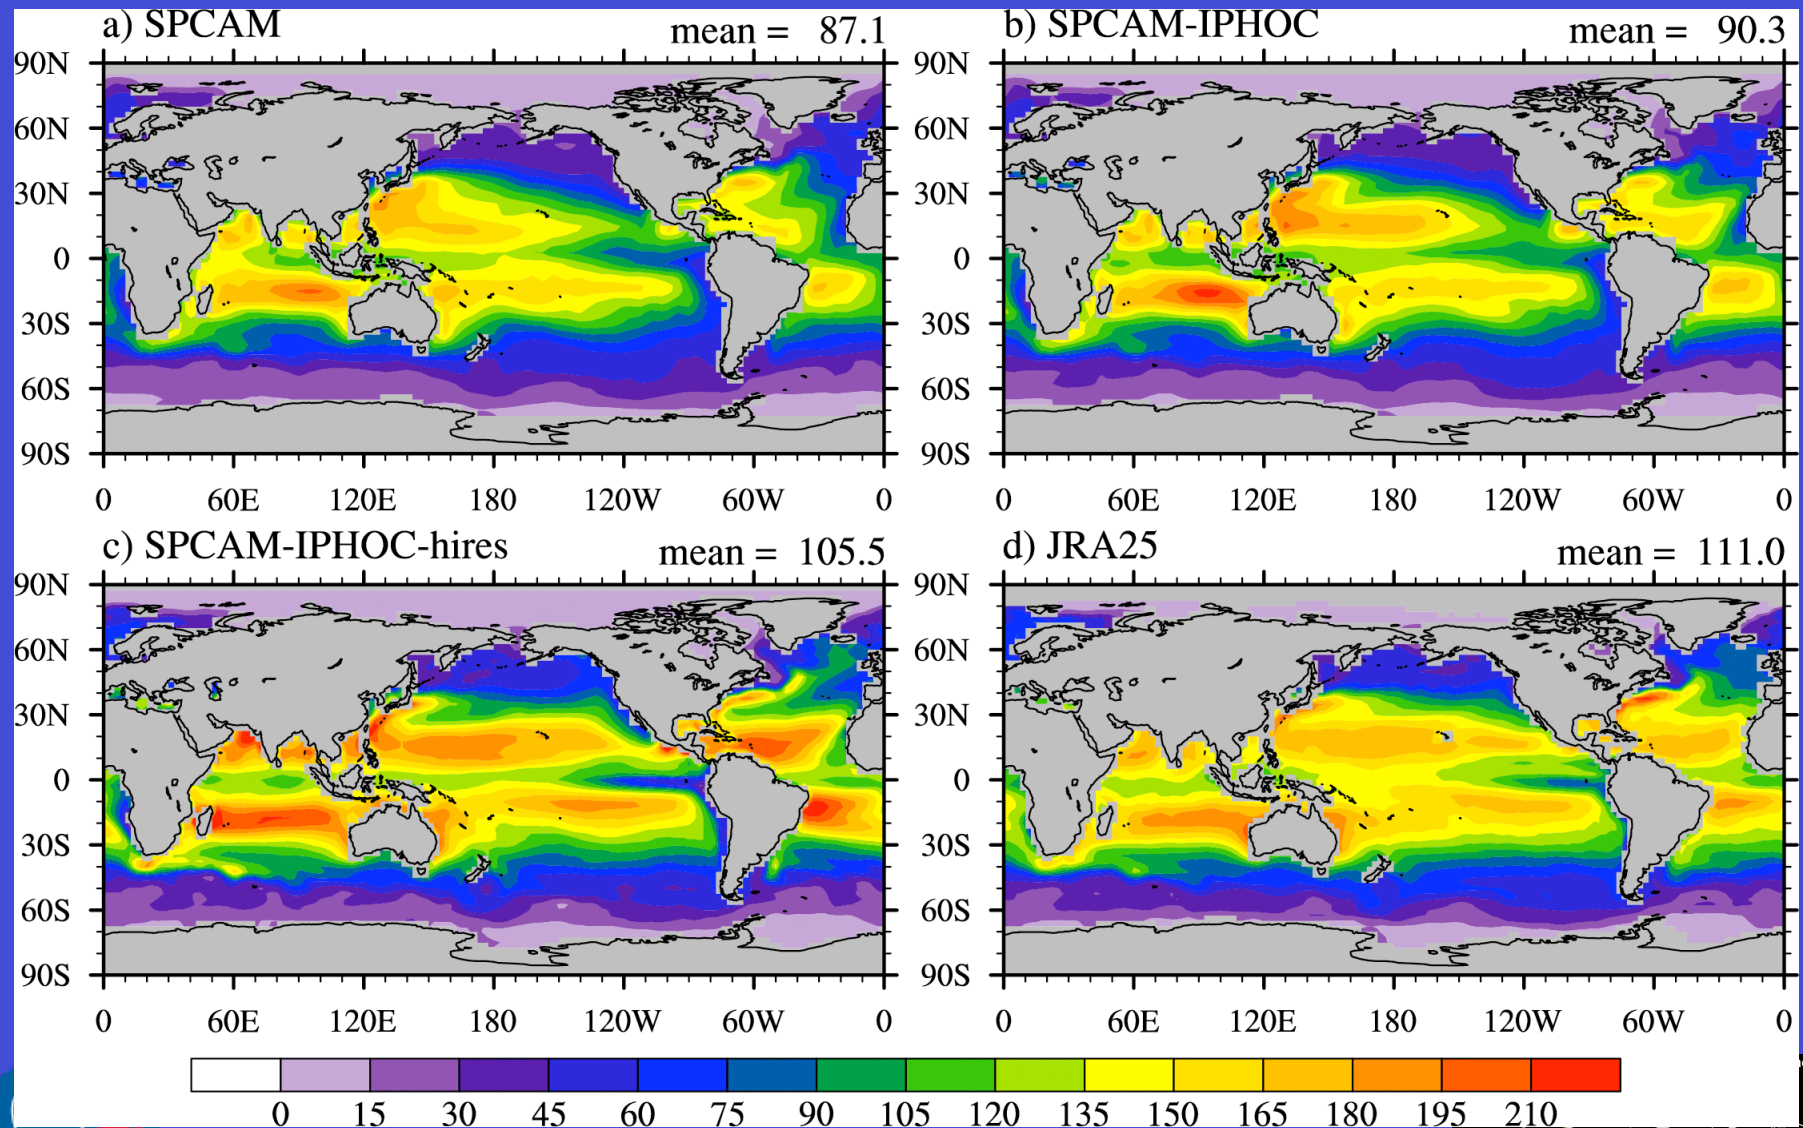 a) SPCAM mean = 87.1
b) SPCAM-IPHOC mean = 90.3
90N
60N
30N
0
30S
60S
90S
0 60E 120E 180 120W 60W 0
90N
60N
30N
0
30S
60S
90S
0 60E 120E 180 120W 60W 0
c) SPCAM-IPHOC-hires mean = 105.5
d) JRA25 mean = 111.0
90N
60N
30N
0
30S
60S
90S
0 60E 120E 180 120W 60W 0
90N
60N
30N
0
30S
60S
90S
0 60E 120E 180 120W 60W 0
0 15 30 45 60 75 90 105 120 135 150 165 180 195 210